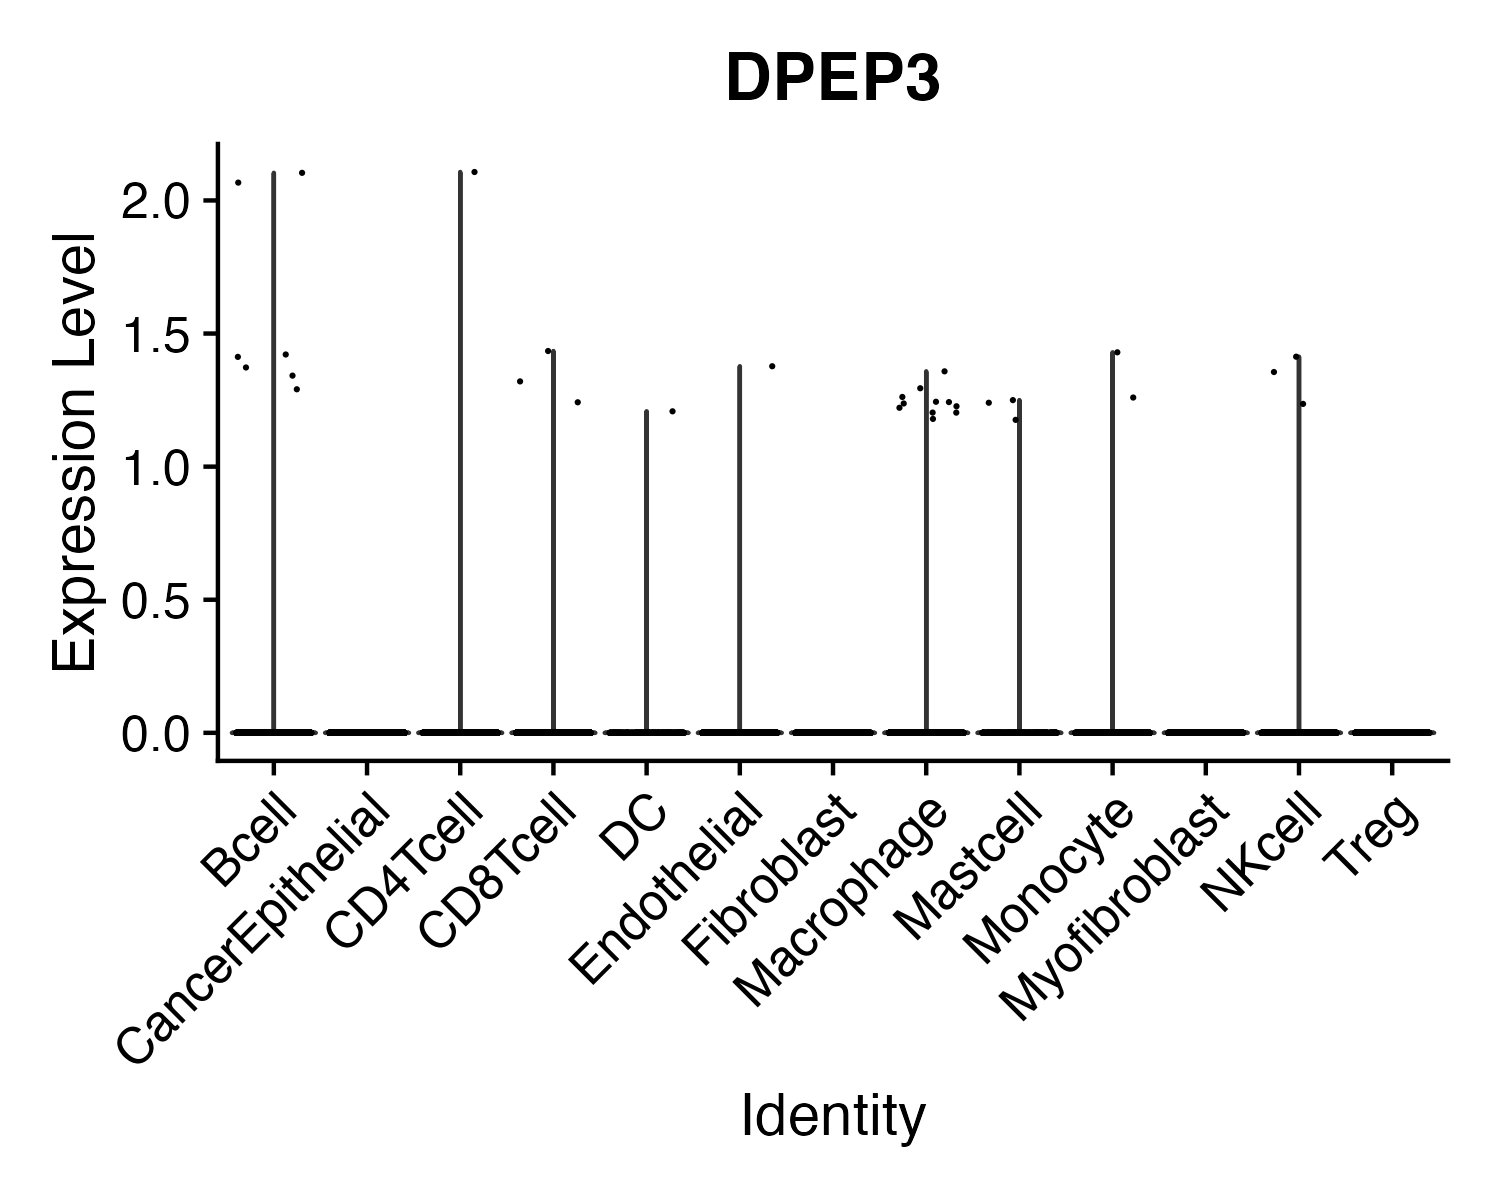 DPEP3
Expression Level
2.0
1.5
1.0
0.5
0.0
Bcell
CancerEpithelial
CD4Tcell
CD8Tcell
DC
Endothelial
Fibroblast
Macrophage
Mastcell
Monocyte
Myofibroblast
NKcell
Treg
Identity